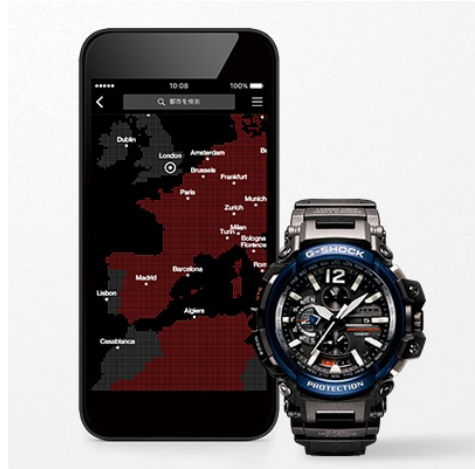 10:08
100%
都市を検索
Dublin
London
Amsterdam
Brussels
Frankfurt
Paris
Munich
Zurich
Milan
Turin
Bologna
Florence
Barcelona
Madrid
Lisbon
Algiers
Casablanca
G-SHOCK
PROTECTION